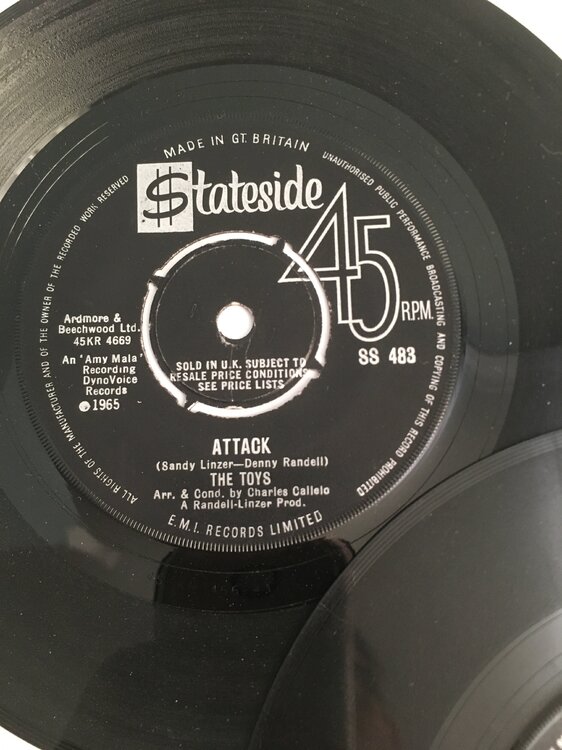 MADE IN GT. BRITAIN
UNAUTHORISED PUBLIC PERFORMANCE BROADCASTING AND COPYING OF THIS RECORD PROHIBITED
ALL RIGHTS OF THE MANUFACTURER AND OF THE OWNER OF THE RECORDED WORK RESERVED
$tateside
45
R.P.M.
Ardmore &
Beechwood Ltd.
45KR 4669
SS 483
An 'Amy Mala'
Recording
DynoVoice
Records
℗ 1965
SOLD IN U.K. SUBJECT TO
RESALE PRICE CONDITIONS
SEE PRICE LISTS
ATTACK
(Sandy Linzer—Denny Randell)
THE TOYS
Arr. & Cond. by Charles Callelo
A Randell-Linzer Prod.
E.M.I. RECORDS LIMITED